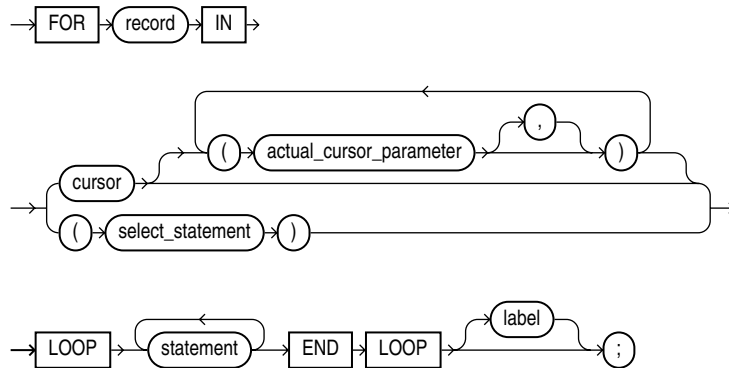 FOR record IN
,
( actual_cursor_parameter )
cursor
( select_statement )
label
LOOP statement END LOOP ;